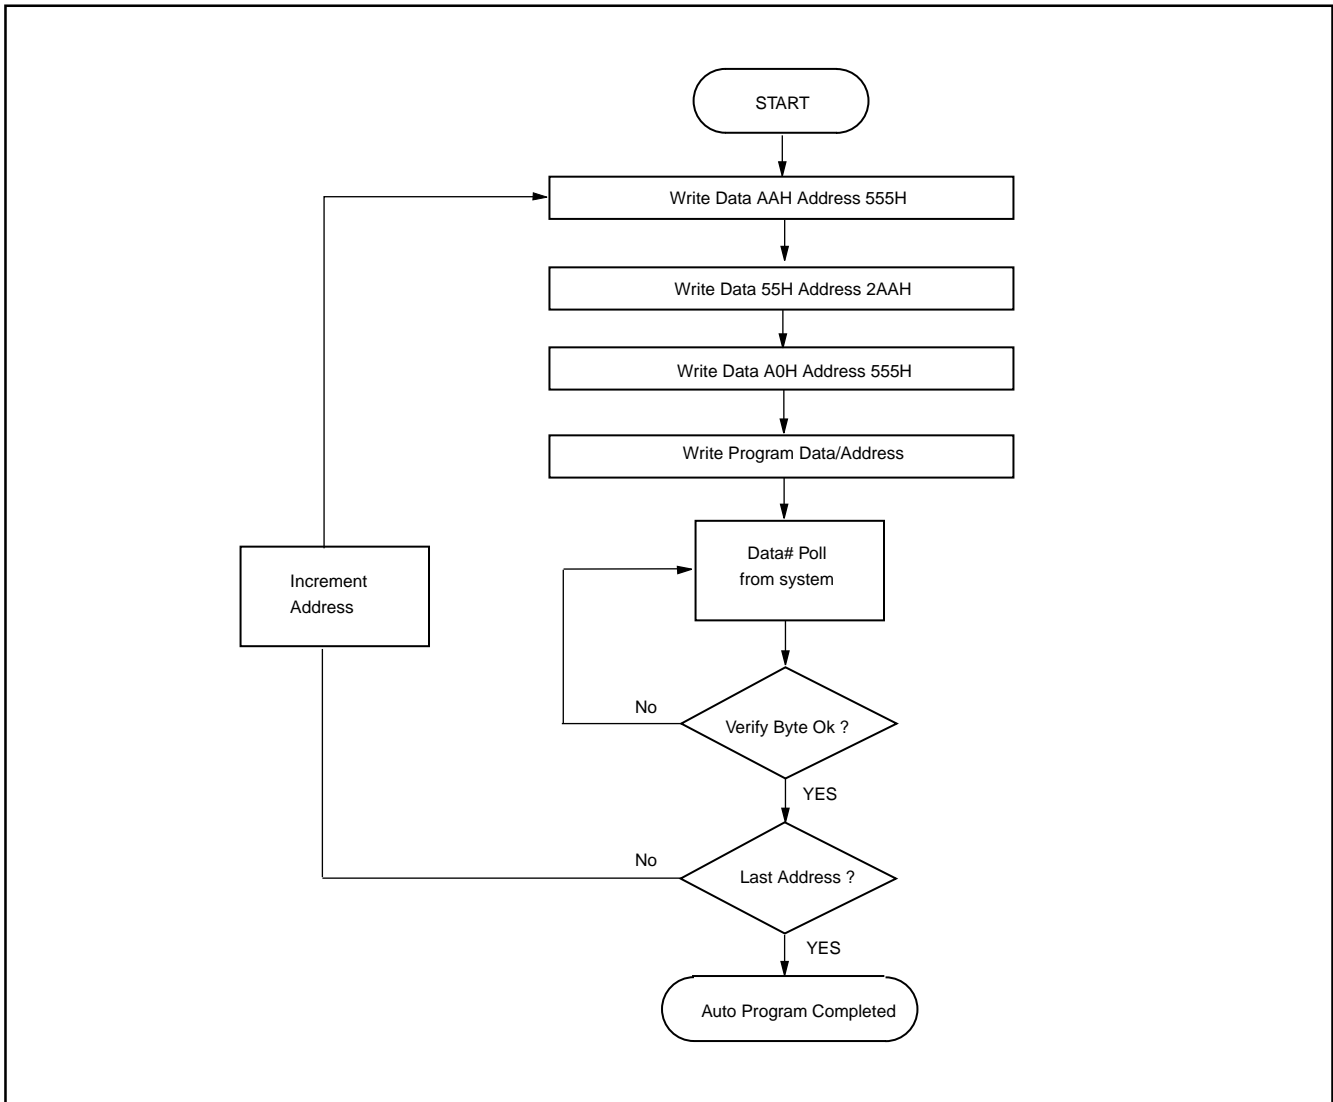 START
Write Data AAH Address 555H
Write Data 55H Address 2AAH
Write Data A0H Address 555H
Write Program Data/Address
Data# Poll
from system
Increment
Address
No
Verify Byte Ok ?
YES
No
Last Address ?
YES
Auto Program Completed